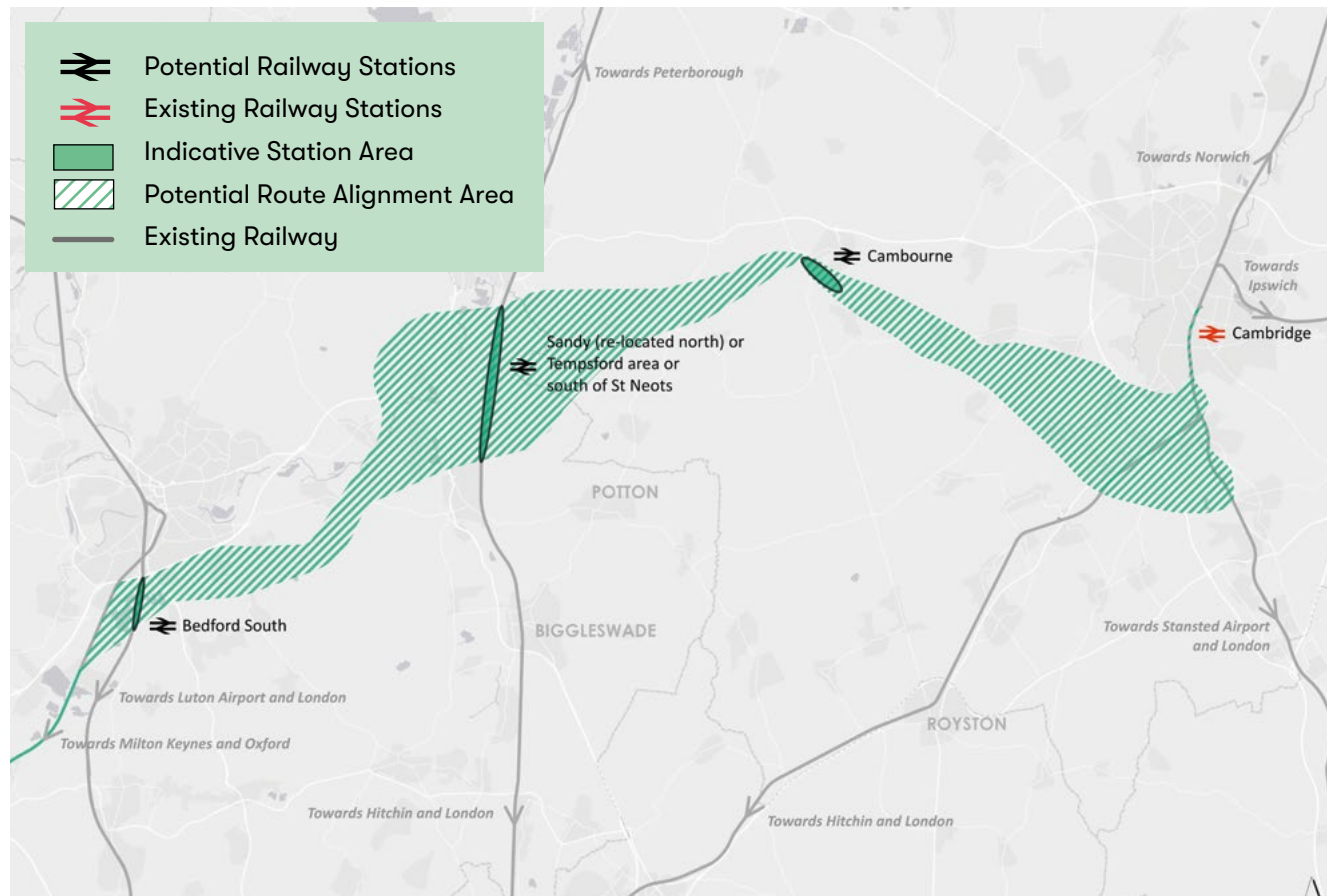 Potential Railway Stations
Existing Railway Stations
Indicative Station Area
Potential Route Alignment Area
Existing Railway
Towards Peterborough
Towards Norwich
Towards
Ipswich
Cambourne
Cambridge
Sandy (re-located north) or
Tempsford area or
south of St Neots
POTTON
Bedford South
BIGGLESWADE
Towards Stansted Airport
and London
Towards Luton Airport and London
ROYSTON
Towards Milton Keynes and Oxford
Towards Hitchin and London
Towards Hitchin and London